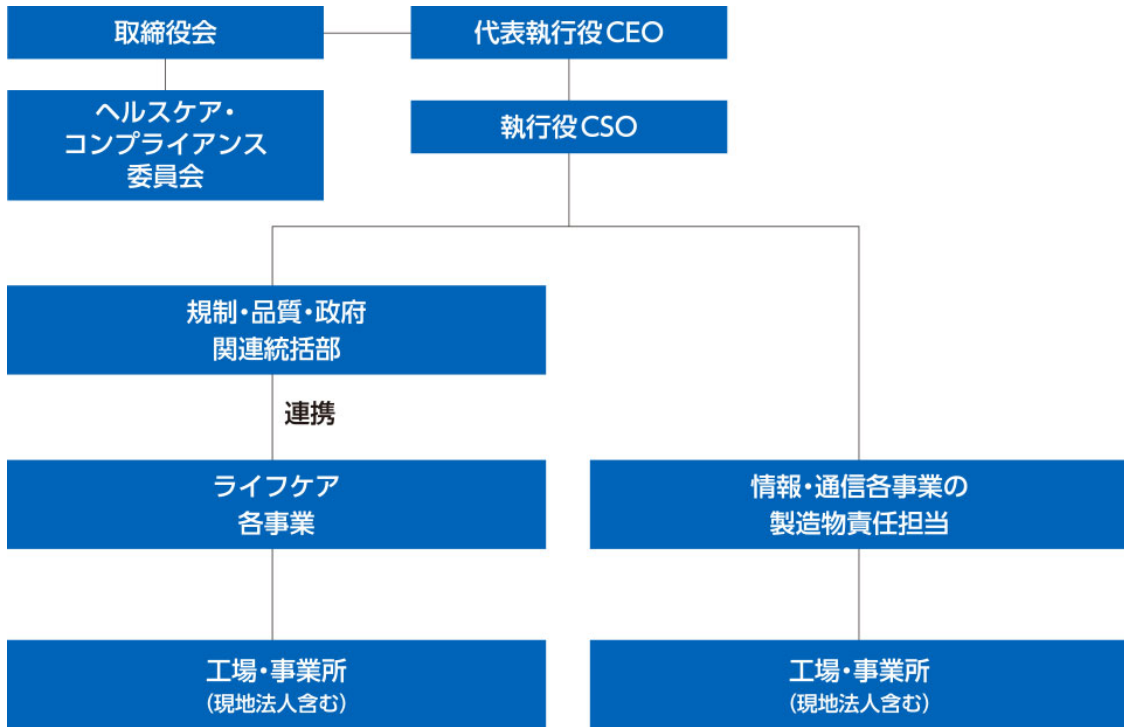 取締役会
代表執行役CEO
ヘルスケア・
コンプライアンス
委員会
執行役CSO
規制・品質・政府
関連統括部
連携
ライフケア
各事業
情報・通信各事業の
製造物責任担当
工場・事業所
(現地法人含む)
工場・事業所
(現地法人含む)